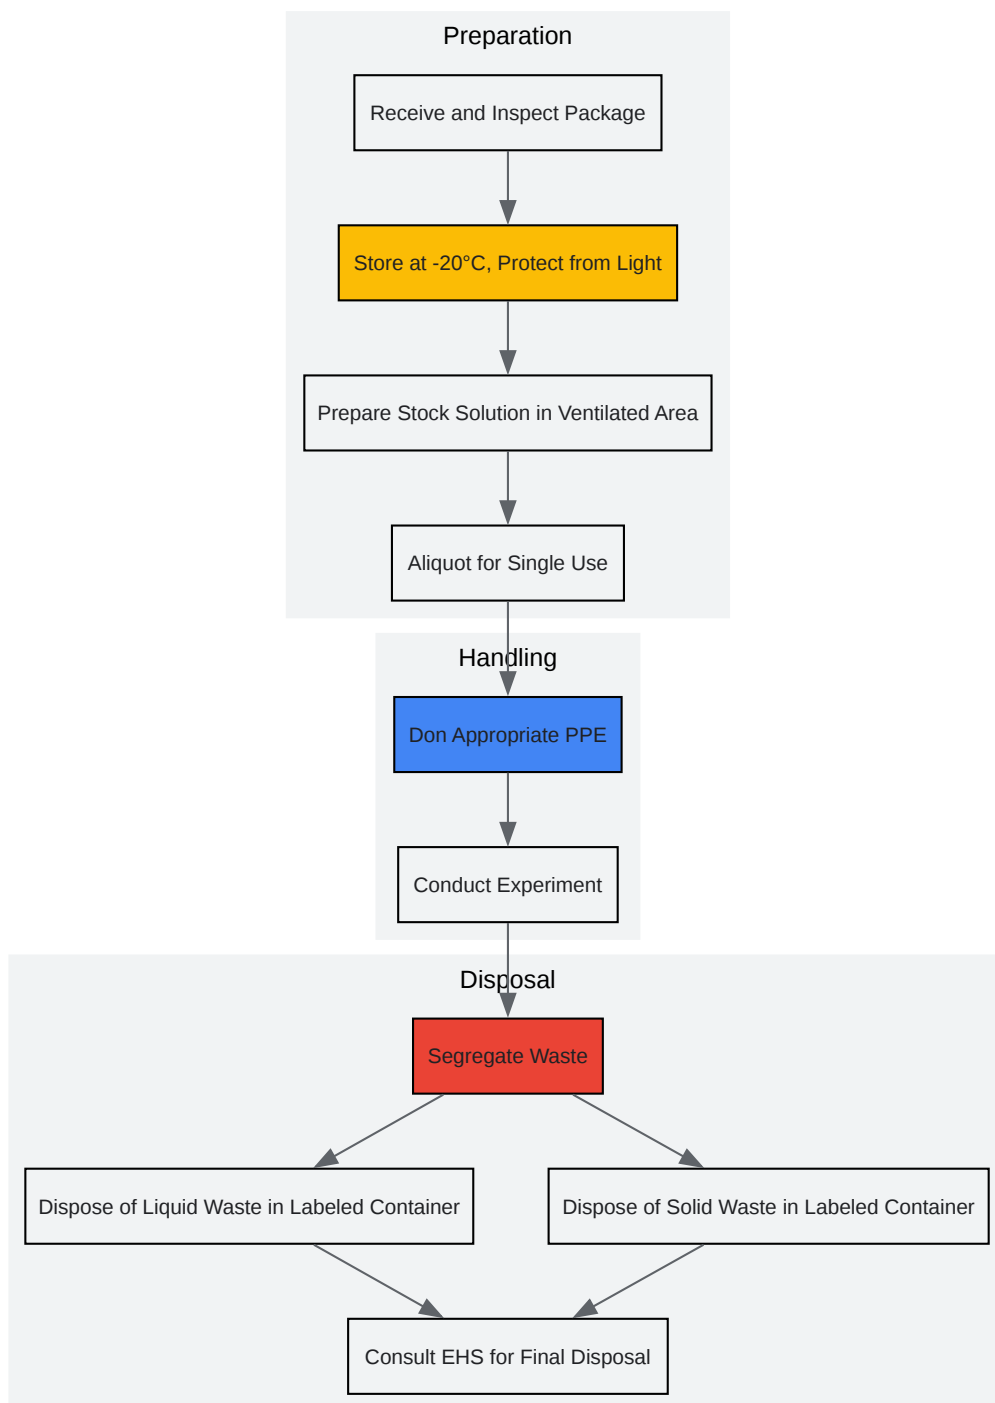 Preparation
Receive and Inspect Package
Store at -20°C, Protect from Light
Prepare Stock Solution in Ventilated Area
Aliquot for Single Use
Handling
Don Appropriate PPE
Conduct Experiment
Disposal
Segregate Waste
Dispose of Liquid Waste in Labeled Container
Dispose of Solid Waste in Labeled Container
Consult EHS for Final Disposal